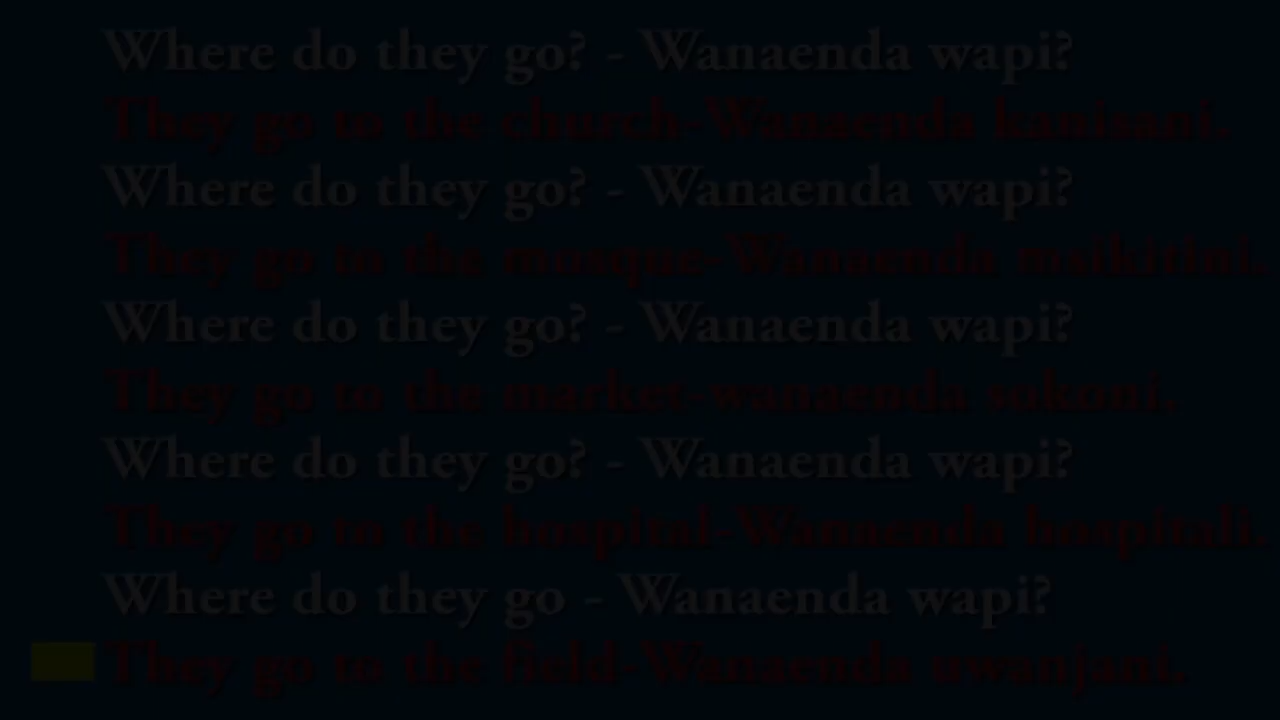 Where do they go? - Wanaenda wapi?
They go to the church-Wanaenda kanisani.
Where do they go? - Wanaenda wapi?
They go to the mosque-Wanaenda msikitini.
Where do they go? - Wanaenda wapi?
They go to the market-wanaenda sokoni.
Where do they go? - Wanaenda wapi?
They go to the hospital-Wanaenda hospitali.
Where do they go - Wanaenda wapi?
They go to the field-Wanaenda uwanjani.